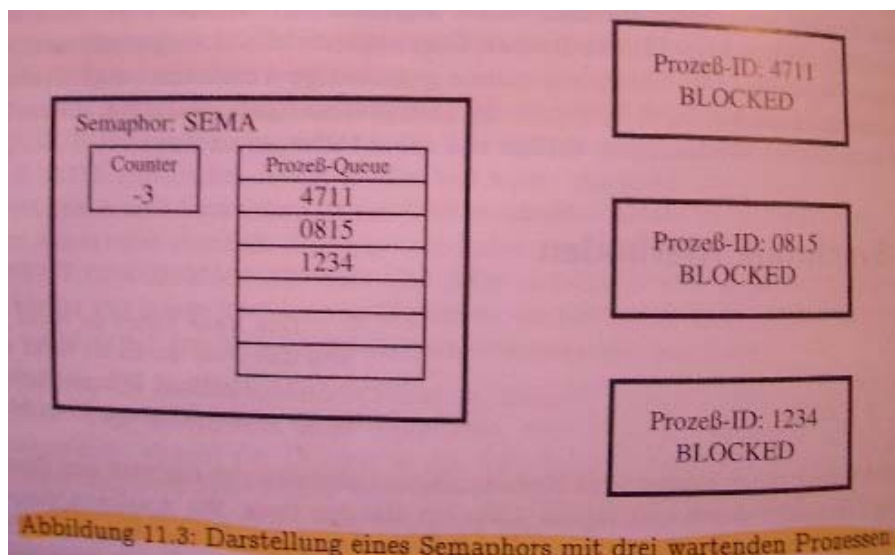 Semaphor: SEMA
Counter
-3
Prozeß-Queue
4711
0815
1234
Prozeß-ID: 4711
BLOCKED
Prozeß-ID: 0815
BLOCKED
Prozeß-ID: 1234
BLOCKED
Abbildung 11.3: Darstellung eines Semaphors mit drei wartenden Prozessen